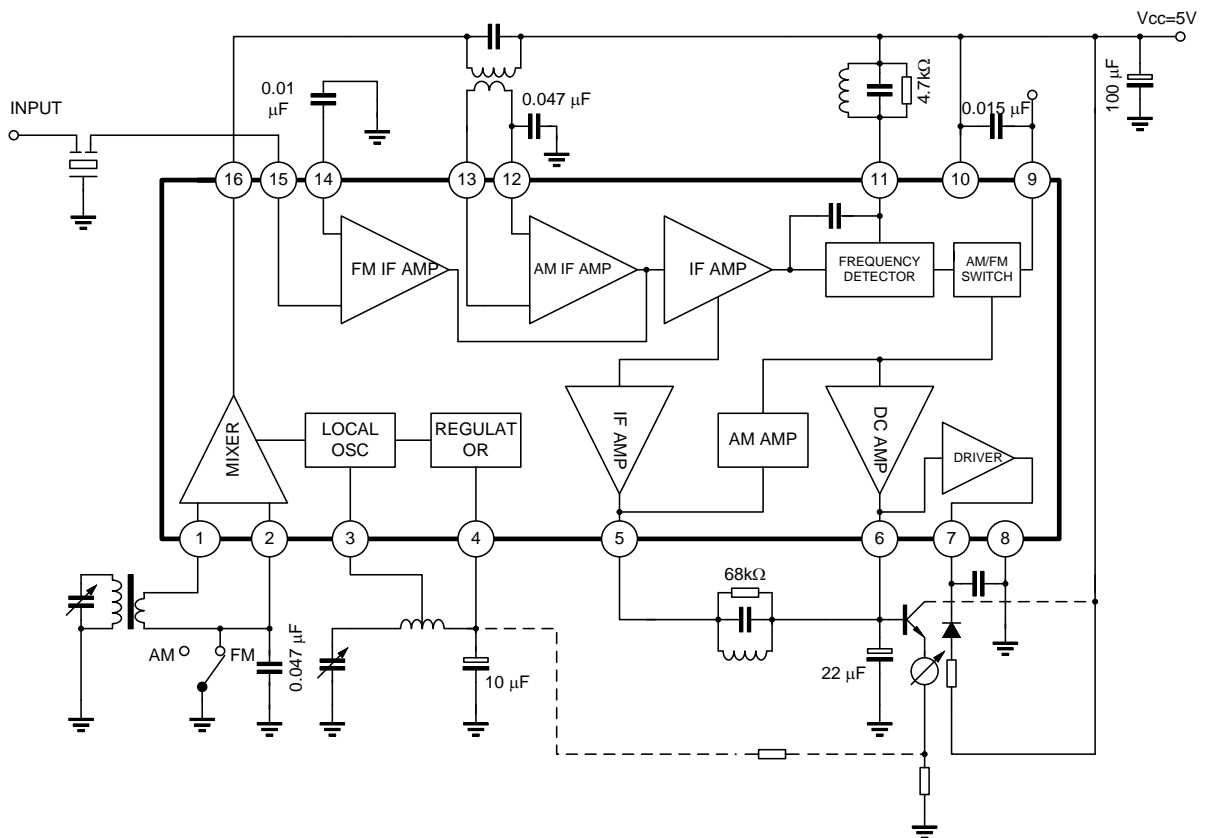 Vcc=5V
INPUT
0.01
μF
0.047 μF
4.7kΩ
0.015 μF
100 μF
16
15
14
13
12
11
10
9
FM IF AMP
AM IF AMP
IF AMP
FREQUENCY
DETECTOR
AM/FM
SWITCH
MIXER
LOCAL
OSC
REGULAT
OR
IF AMP
AM AMP
DC AMP
DRIVER
1
2
3
4
5
6
7
8
68kΩ
AM
FM
0.047 μF
10 μF
22 μF